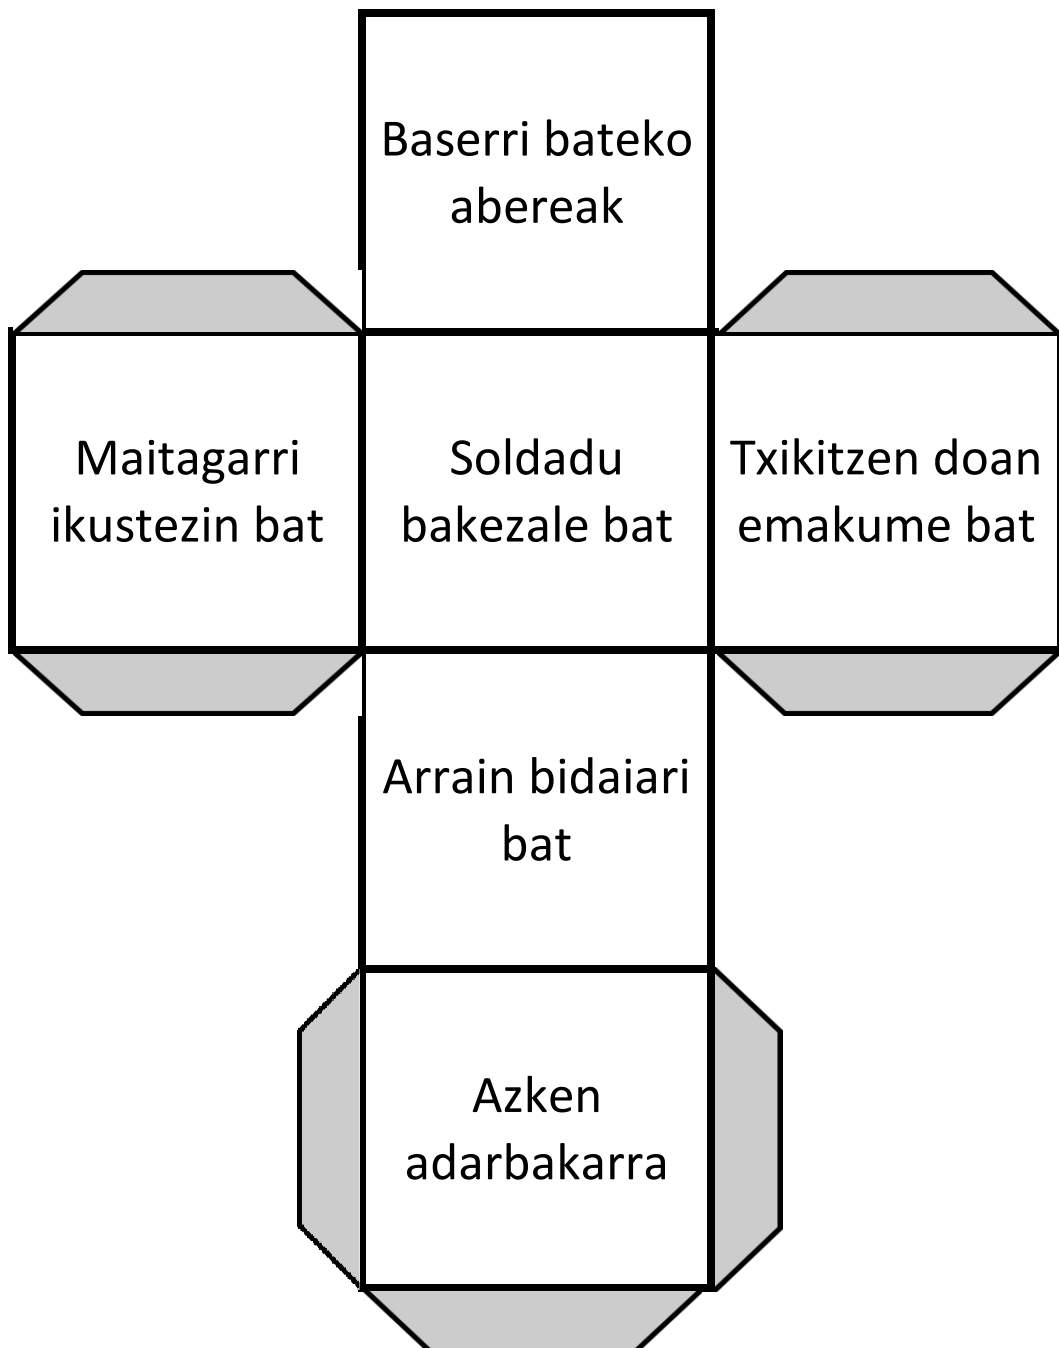 Baserri bateko
abereak
Maitagarri
ikustezin bat
Soldadu
bakezale bat
Txikitzen doan
emakume bat
Arrain bidaiari
bat
Azken
adarbakarra